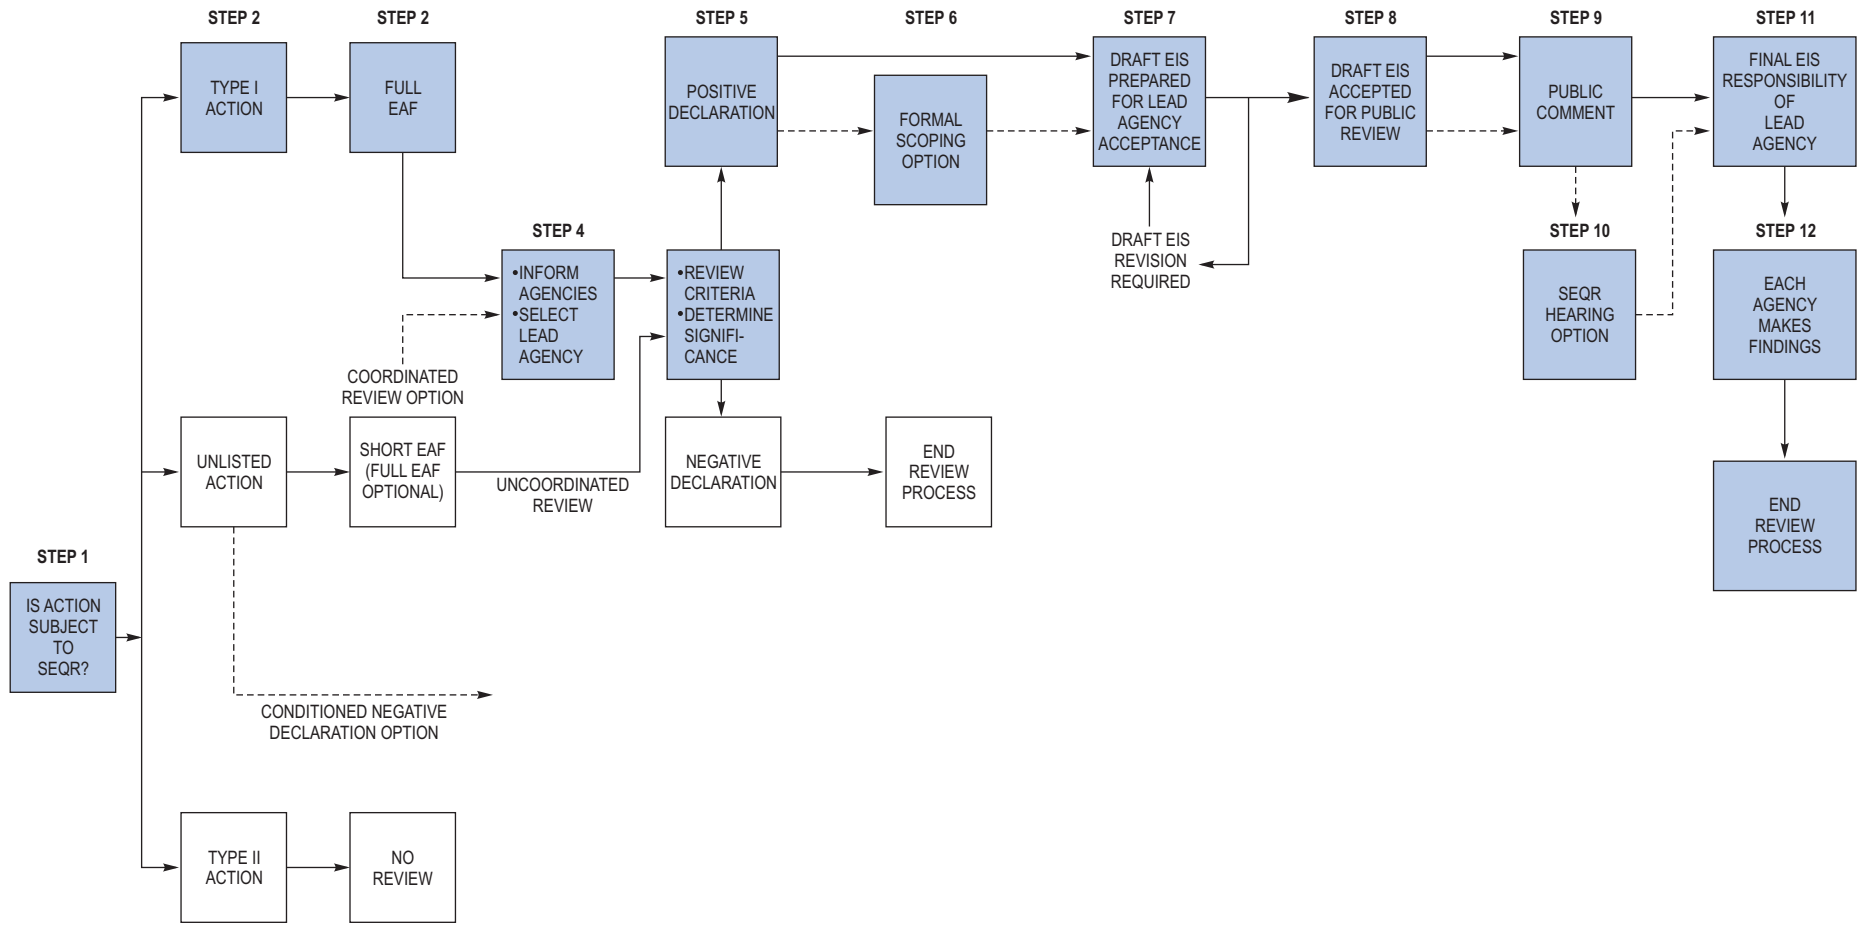 STEP 1
IS ACTION
SUBJECT
TO
SEQR?
STEP 2
TYPE I
ACTION
STEP 2
FULL
EAF
UNLISTED
ACTION
SHORT EAF
(FULL EAF
OPTIONAL)
COORDINATED
REVIEW OPTION
UNCOORDINATED
REVIEW
CONDITIONED NEGATIVE
DECLARATION OPTION
TYPE II
ACTION
NO
REVIEW
STEP 4
•INFORM
AGENCIES
•SELECT
LEAD
AGENCY
STEP 5
POSITIVE
DECLARATION
•REVIEW
CRITERIA
•DETERMINE
SIGNIFI-
CANCE
NEGATIVE
DECLARATION
END
REVIEW
PROCESS
STEP 6
FORMAL
SCOPING
OPTION
STEP 7
DRAFT EIS
PREPARED
FOR LEAD
AGENCY
ACCEPTANCE
DRAFT EIS
REVISION
REQUIRED
STEP 8
DRAFT EIS
ACCEPTED
FOR PUBLIC
REVIEW
STEP 9
PUBLIC
COMMENT
STEP 10
SEQR
HEARING
OPTION
STEP 11
FINAL EIS
RESPONSIBILITY
OF
LEAD
AGENCY
STEP 12
EACH
AGENCY
MAKES
FINDINGS
END
REVIEW
PROCESS